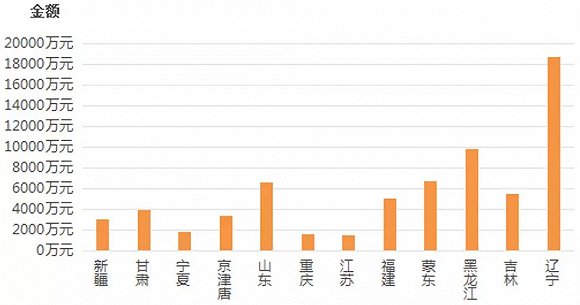 金额
20000万元
18000万元
16000万元
14000万元
12000万元
10000万元
8000万元
6000万元
4000万元
2000万元
0万元
新疆
甘肃
宁夏
京津唐
山东
重庆
江苏
福建
蒙东
黑龙江
吉林
辽宁